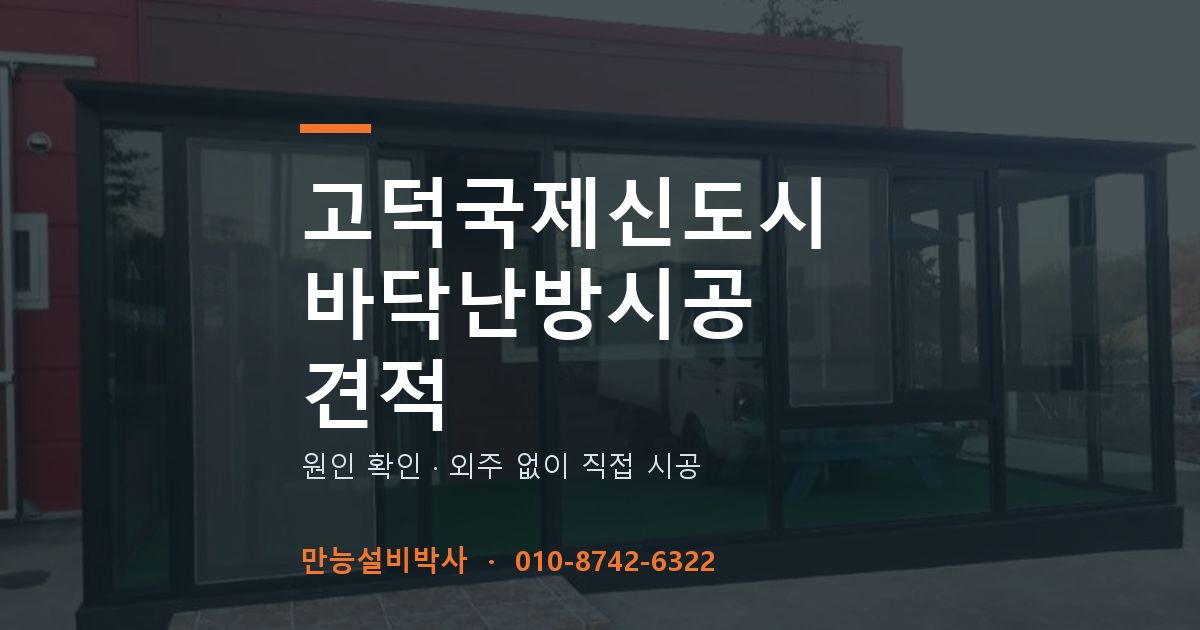 고덕국제신도시
바닥난방시공
견적
원인 확인 · 외주 없이 직접 시공
만능설비박사 · 010-8742-6322